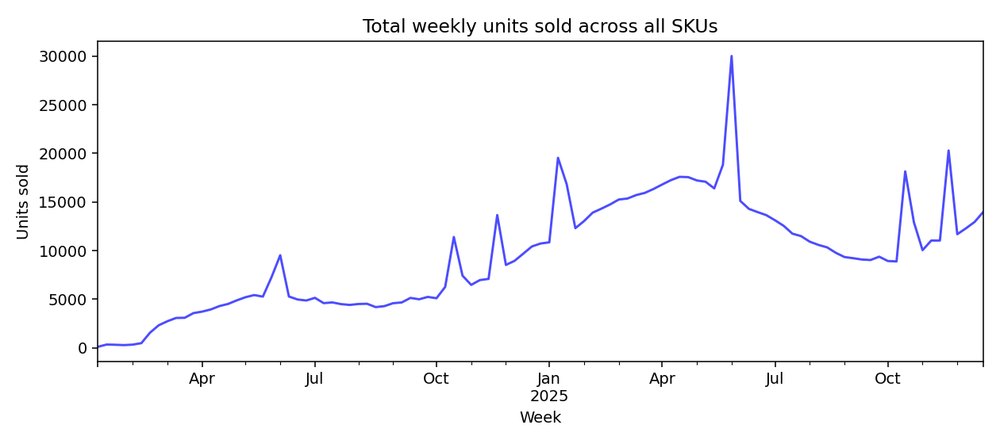 Total weekly units sold across all SKUs
30000
25000
20000
15000
10000
5000
0
Units sold
Apr Jul Oct Jan Apr Jul Oct
2025
Week